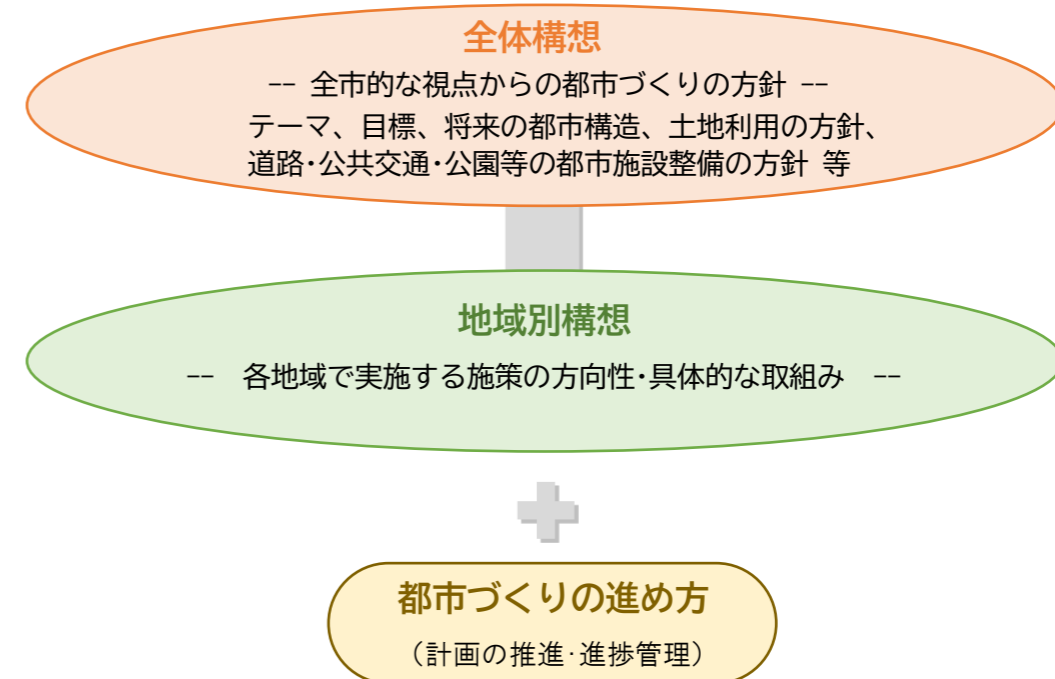 全体構想
-- 全市的な視点からの都市づくりの方針 --
テーマ、目標、将来の都市構造、土地利用の方針、
道路・公共交通・公園等の都市施設整備の方針 等
地域別構想
-- 各地域で実施する施策の方向性・具体的な取組み --
都市づくりの進め方
（計画の推進・進捗管理）